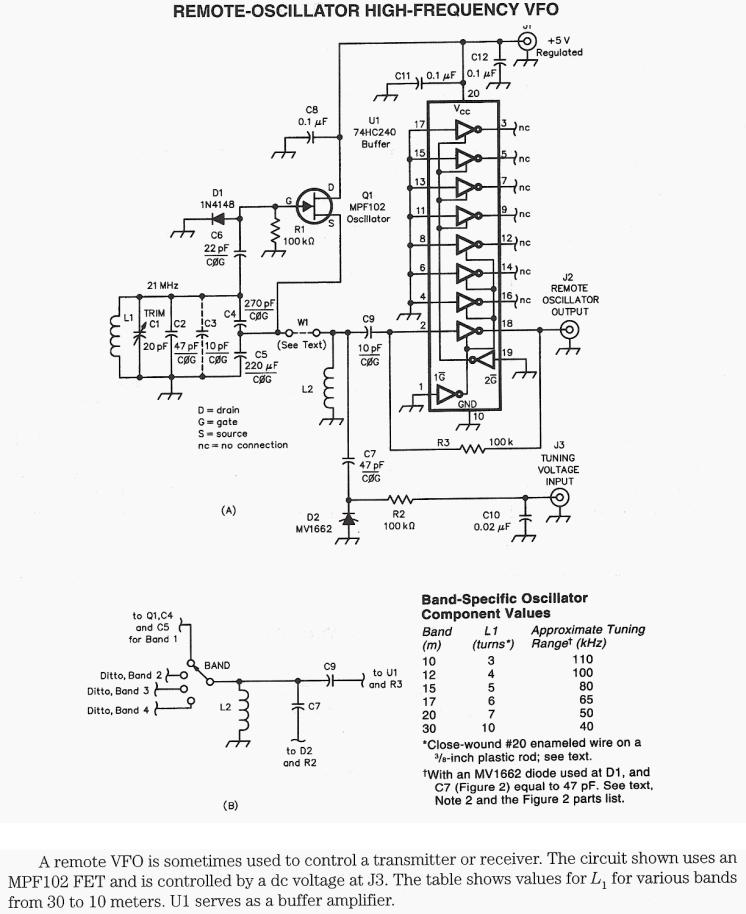 REMOTE-OSCILLATOR HIGH-FREQUENCY VFO
J1
+5 V
Regulated
C12
0.1 µF
C11
0.1 µF
20
Vcc
C8
0.1 µF
U1
74HC240
Buffer
17
3
nc
15
5
nc
13
7
nc
11
9
nc
8
12
nc
6
14
nc
4
16
nc
2
18
19
1
1G
2G
GND
10
D1
1N4148
G
D
S
Q1
MPF102
Oscillator
R1
100 kΩ
C6
22 pF
CØG
21 MHz
L1
TRIM
C1
20 pF
C2
47 pF
CØG
C3
10 pF
CØG
C4
270 pF
CØG
C5
220 µF
CØG
W1
(See Text)
C9
10 pF
CØG
L2
J2
REMOTE
OSCILLATOR
OUTPUT
D = drain
G = gate
S = source
nc = no connection
R3
100 k
C7
47 pF
CØG
J3
TUNING
VOLTAGE
INPUT
(A)
D2
MV1662
R2
100 kΩ
C10
0.02 µF
to Q1,C4
and C5
for Band 1
Ditto, Band 2
Ditto, Band 3
Ditto, Band 4
BAND
L2
C9
to U1
and R3
C7
to D2
and R2
(B)
Band-Specific Oscillator
Component Values
Band L1 Approximate Tuning
(m) (turns*) Range† (kHz)
10 3 110
12 4 100
15 5 80
17 6 65
20 7 50
30 10 40
*Close-wound #20 enameled wire on a
3/8-inch plastic rod; see text.
†With an MV1662 diode used at D1, and
C7 (Figure 2) equal to 47 pF. See text,
Note 2 and the Figure 2 parts list.
A remote VFO is sometimes used to control a transmitter or receiver. The circuit shown uses an
MPF102 FET and is controlled by a dc voltage at J3. The table shows values for L1 for various bands
from 30 to 10 meters. U1 serves as a buffer amplifier.